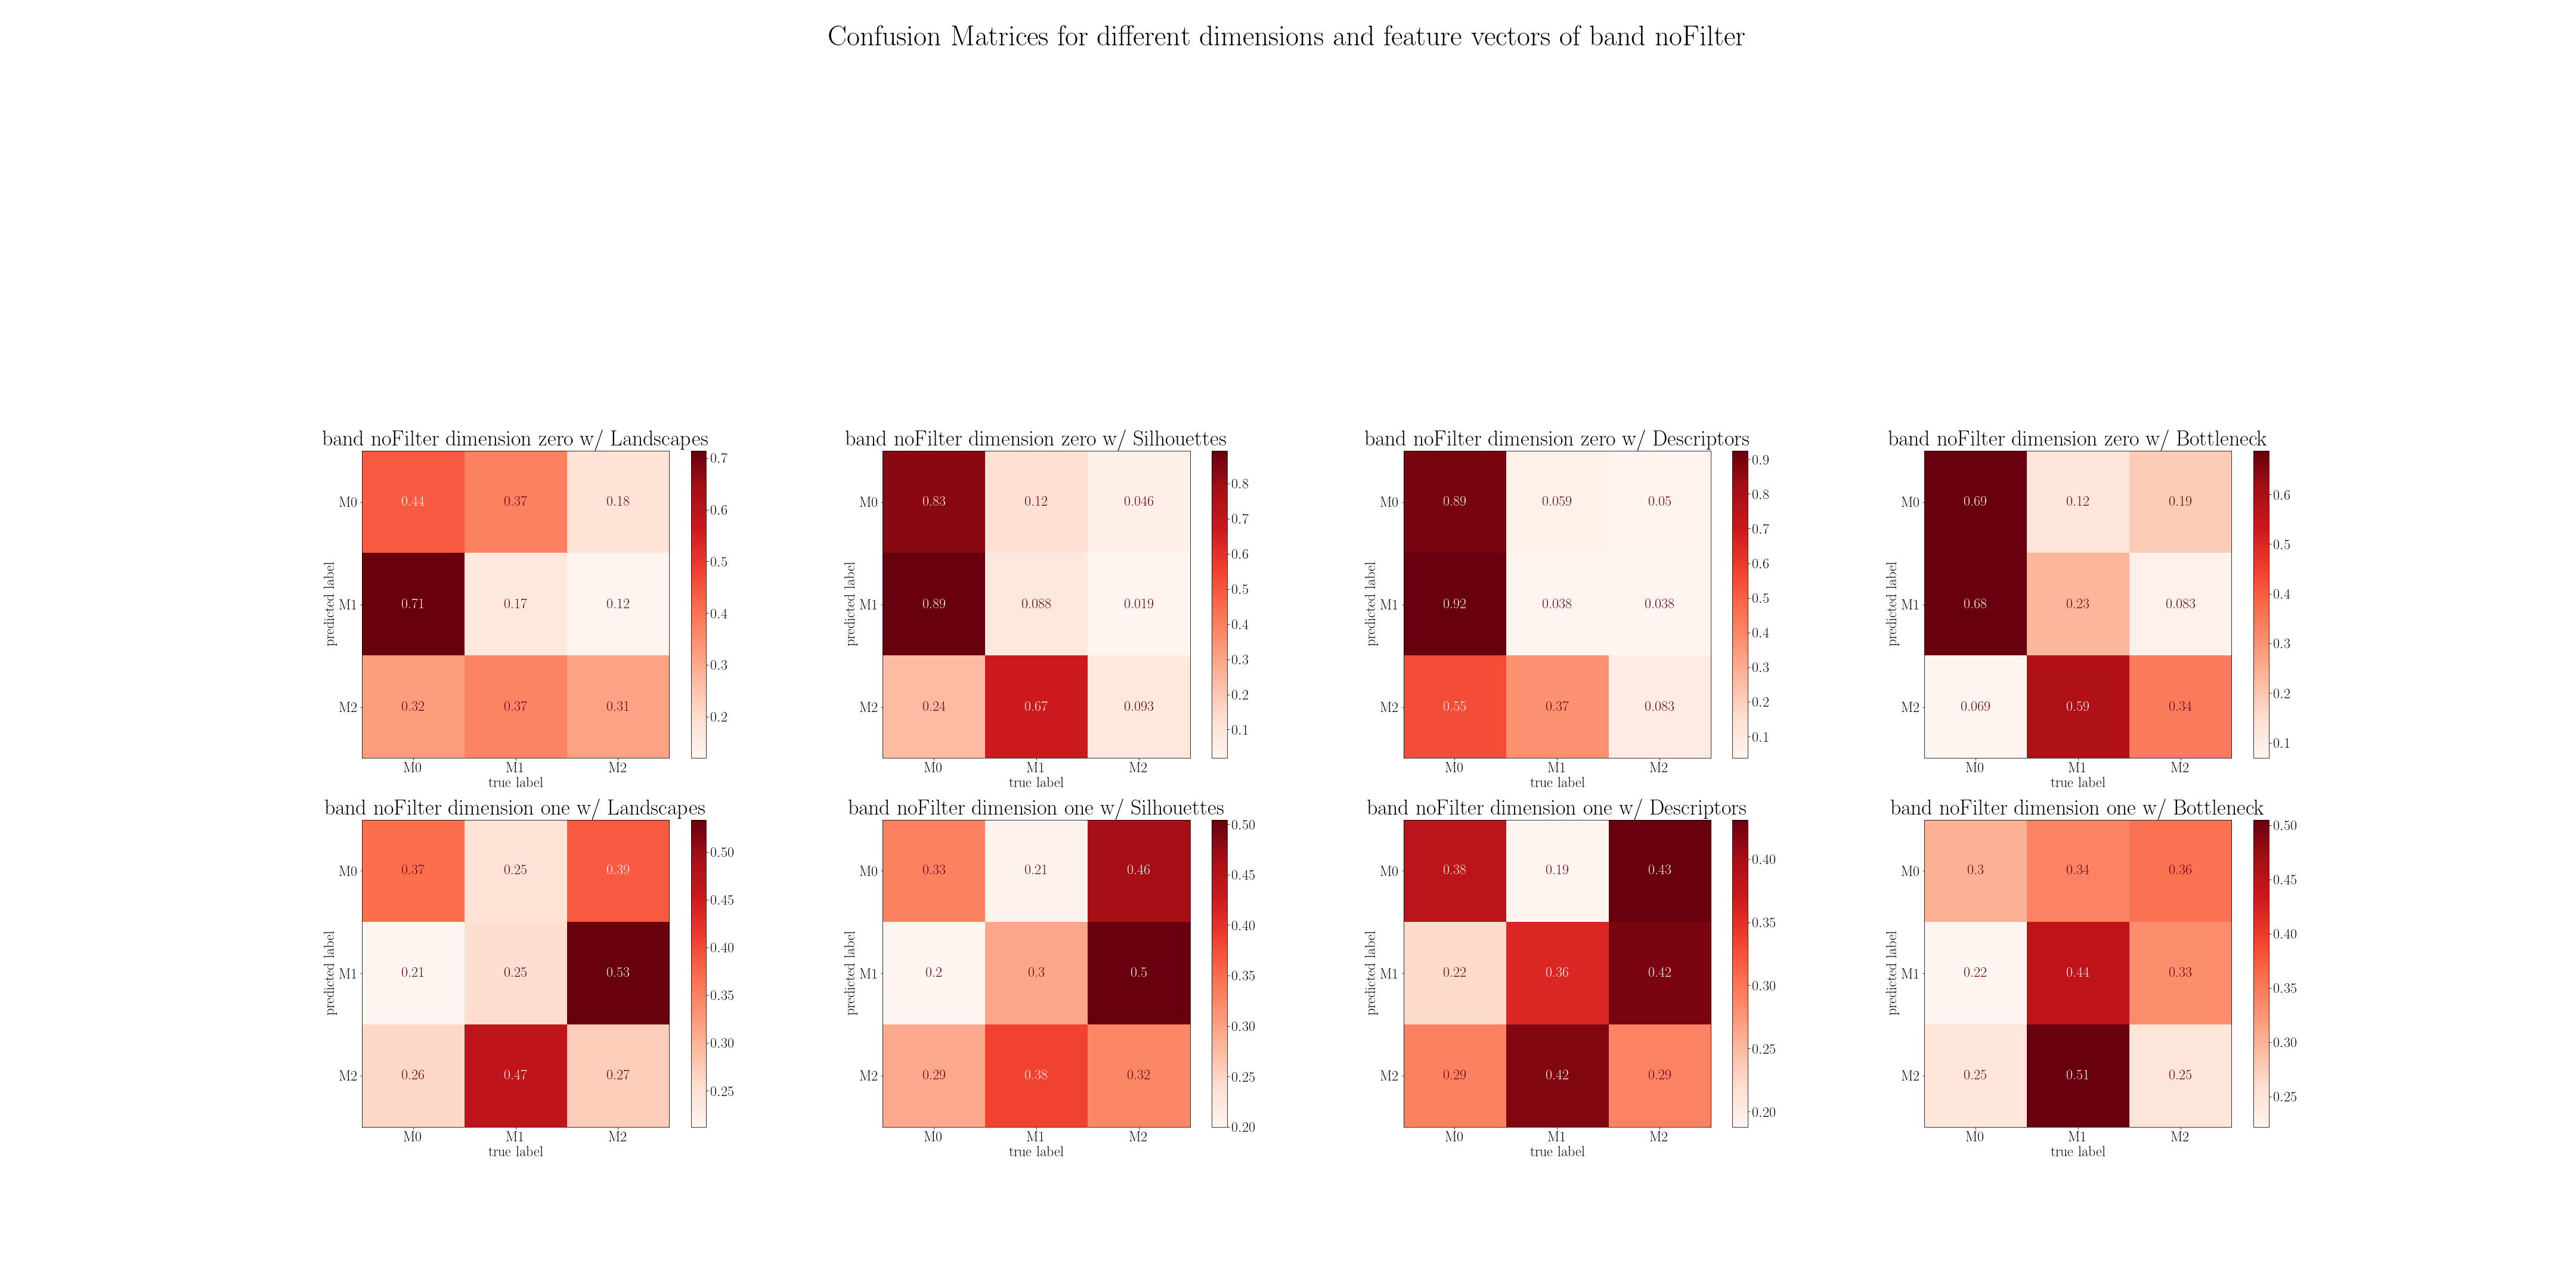 Confusion Matrices for different dimensions and feature vectors of band noFilter
band noFilter dimension zero w/ Landscapes
predicted label
M0 0.44 0.37 0.18
M1 0.71 0.17 0.12
M2 0.32 0.37 0.31
M0 M1 M2
true label
0.7
0.6
0.5
0.4
0.3
0.2
band noFilter dimension zero w/ Silhouettes
predicted label
M0 0.83 0.12 0.046
M1 0.89 0.088 0.019
M2 0.24 0.67 0.093
M0 M1 M2
true label
0.8
0.7
0.6
0.5
0.4
0.3
0.2
0.1
band noFilter dimension zero w/ Descriptors
predicted label
M0 0.89 0.059 0.05
M1 0.92 0.038 0.038
M2 0.55 0.37 0.083
M0 M1 M2
true label
0.9
0.8
0.7
0.6
0.5
0.4
0.3
0.2
0.1
band noFilter dimension zero w/ Bottleneck
predicted label
M0 0.69 0.12 0.19
M1 0.68 0.23 0.083
M2 0.069 0.59 0.34
M0 M1 M2
true label
0.6
0.5
0.4
0.3
0.2
0.1
band noFilter dimension one w/ Landscapes
predicted label
M0 0.37 0.25 0.39
M1 0.21 0.25 0.53
M2 0.26 0.47 0.27
M0 M1 M2
true label
0.50
0.45
0.40
0.35
0.30
0.25
band noFilter dimension one w/ Silhouettes
predicted label
M0 0.33 0.21 0.46
M1 0.2 0.3 0.5
M2 0.29 0.38 0.32
M0 M1 M2
true label
0.50
0.45
0.40
0.35
0.30
0.25
0.20
band noFilter dimension one w/ Descriptors
predicted label
M0 0.38 0.19 0.43
M1 0.22 0.36 0.42
M2 0.29 0.42 0.29
M0 M1 M2
true label
0.40
0.35
0.30
0.25
0.20
band noFilter dimension one w/ Bottleneck
predicted label
M0 0.3 0.34 0.36
M1 0.22 0.44 0.33
M2 0.25 0.51 0.25
M0 M1 M2
true label
0.50
0.45
0.40
0.35
0.30
0.25